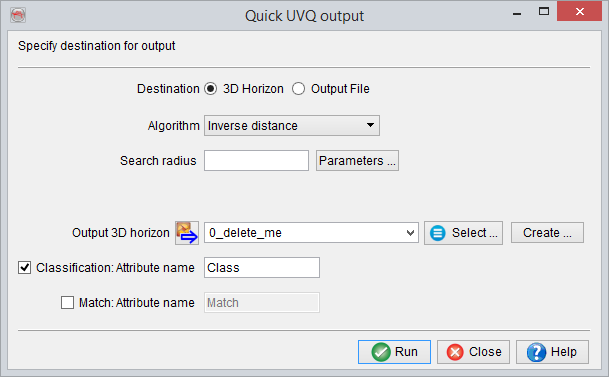 Quick UVQ output
Specify destination for output
Destination 3D Horizon Output File
Algorithm Inverse distance
Search radius Parameters ...
Output 3D horizon 0_delete_me Select ... Create ...
Classification: Attribute name Class
Match: Attribute name Match
Run Close Help